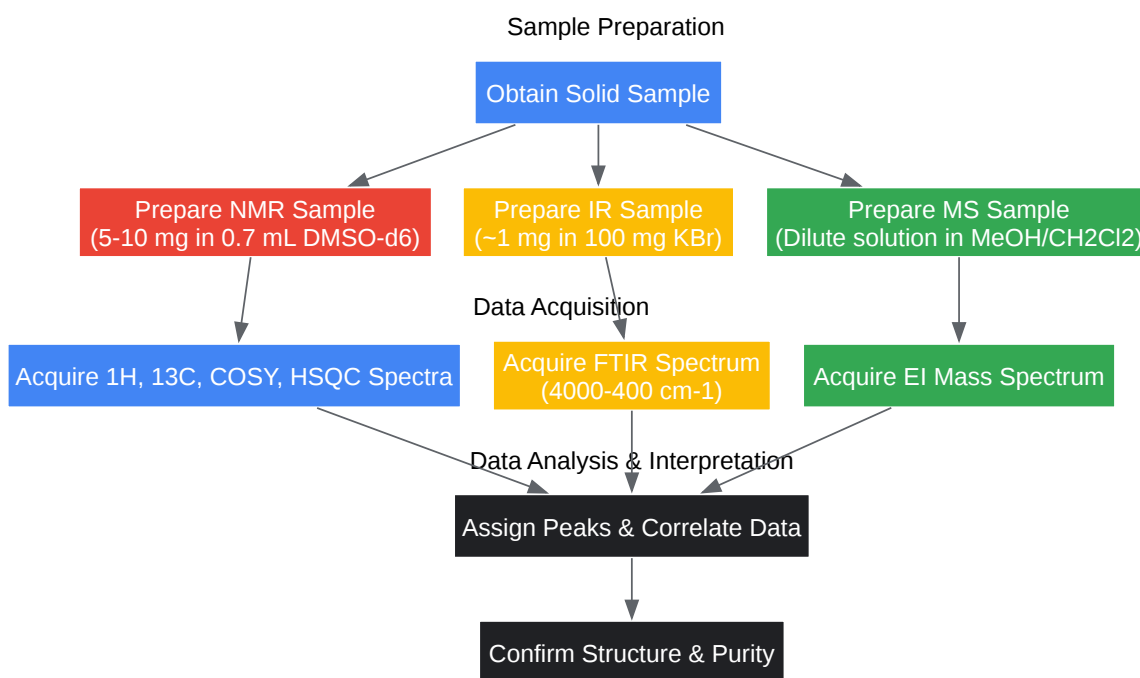 Sample Preparation
Obtain Solid Sample
Prepare NMR Sample
(5-10 mg in 0.7 mL DMSO-d6)
Prepare IR Sample
(~1 mg in 100 mg KBr)
Prepare MS Sample
(Dilute solution in MeOH/CH2Cl2)
Data Acquisition
Acquire 1H, 13C, COSY, HSQC Spectra
Acquire FTIR Spectrum
(4000-400 cm-1)
Acquire EI Mass Spectrum
Data Analysis & Interpretation
Assign Peaks & Correlate Data
Confirm Structure & Purity